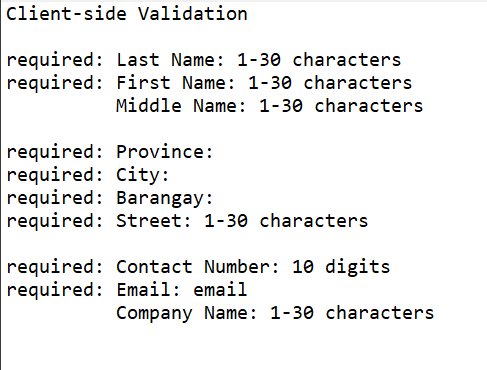 Client-side Validation
required: Last Name: 1-30 characters
required: First Name: 1-30 characters
Middle Name: 1-30 characters
required: Province:
required: City:
required: Barangay:
required: Street: 1-30 characters
required: Contact Number: 10 digits
required: Email: email
Company Name: 1-30 characters